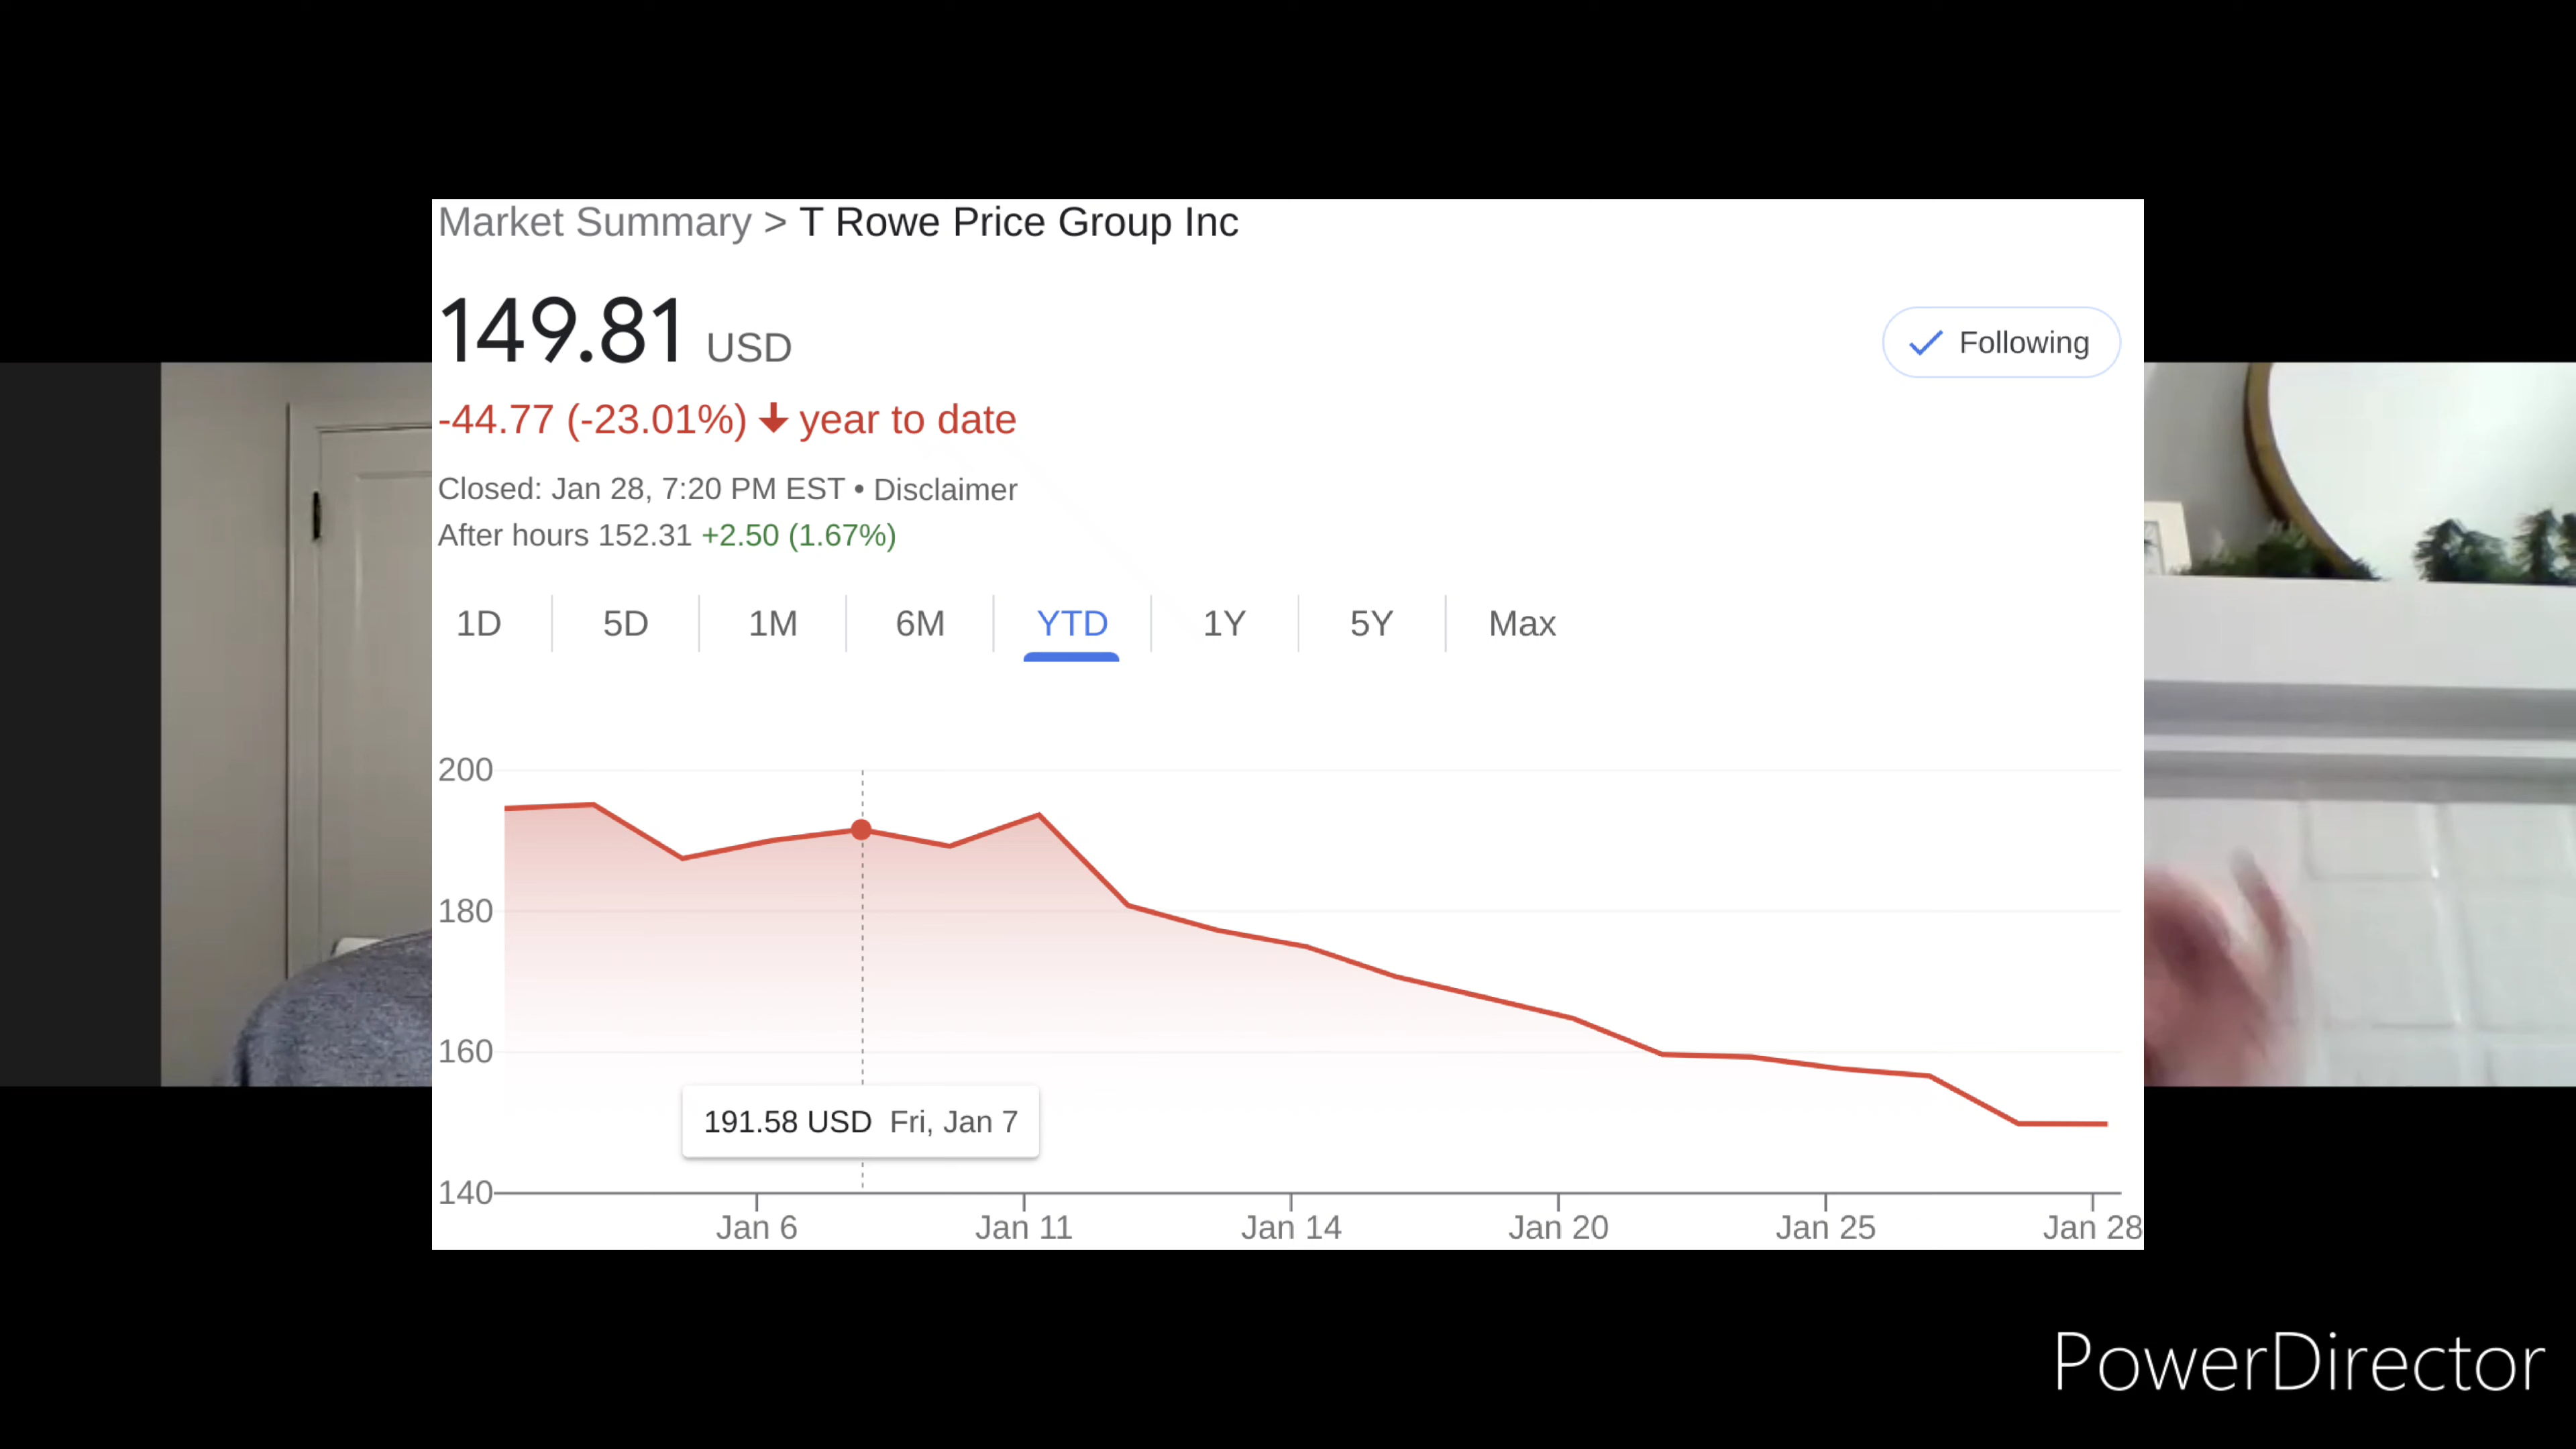 Market Summary > T Rowe Price Group Inc
149.81 USD
Following
-44.77 (-23.01%) year to date
Closed: Jan 28, 7:20 PM EST • Disclaimer
After hours 152.31 +2.50 (1.67%)
1D 5D 1M 6M YTD 1Y 5Y Max
200
180
160
191.58 USD Fri, Jan 7
140
Jan 6 Jan 11 Jan 14 Jan 20 Jan 25 Jan 28
PowerDirector